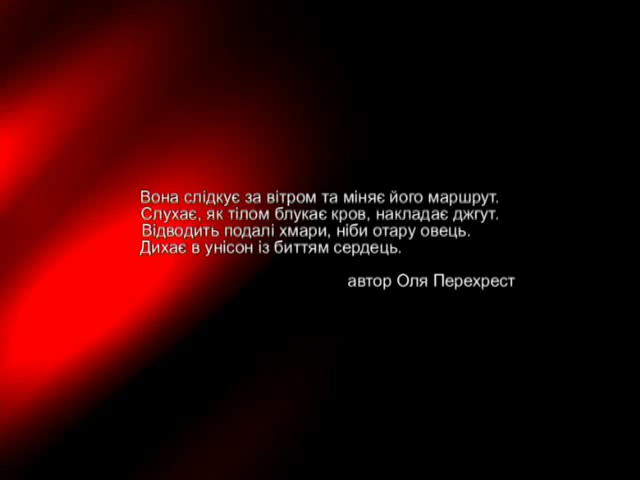 Вона слідкує за вітром та міняє його маршрут.
Слухає, як тілом блукає кров, накладає джгут.
Відводить подалі хмари, ніби отару овець.
Дихає в унісон із биттям сердець.
автор Оля Перехрест